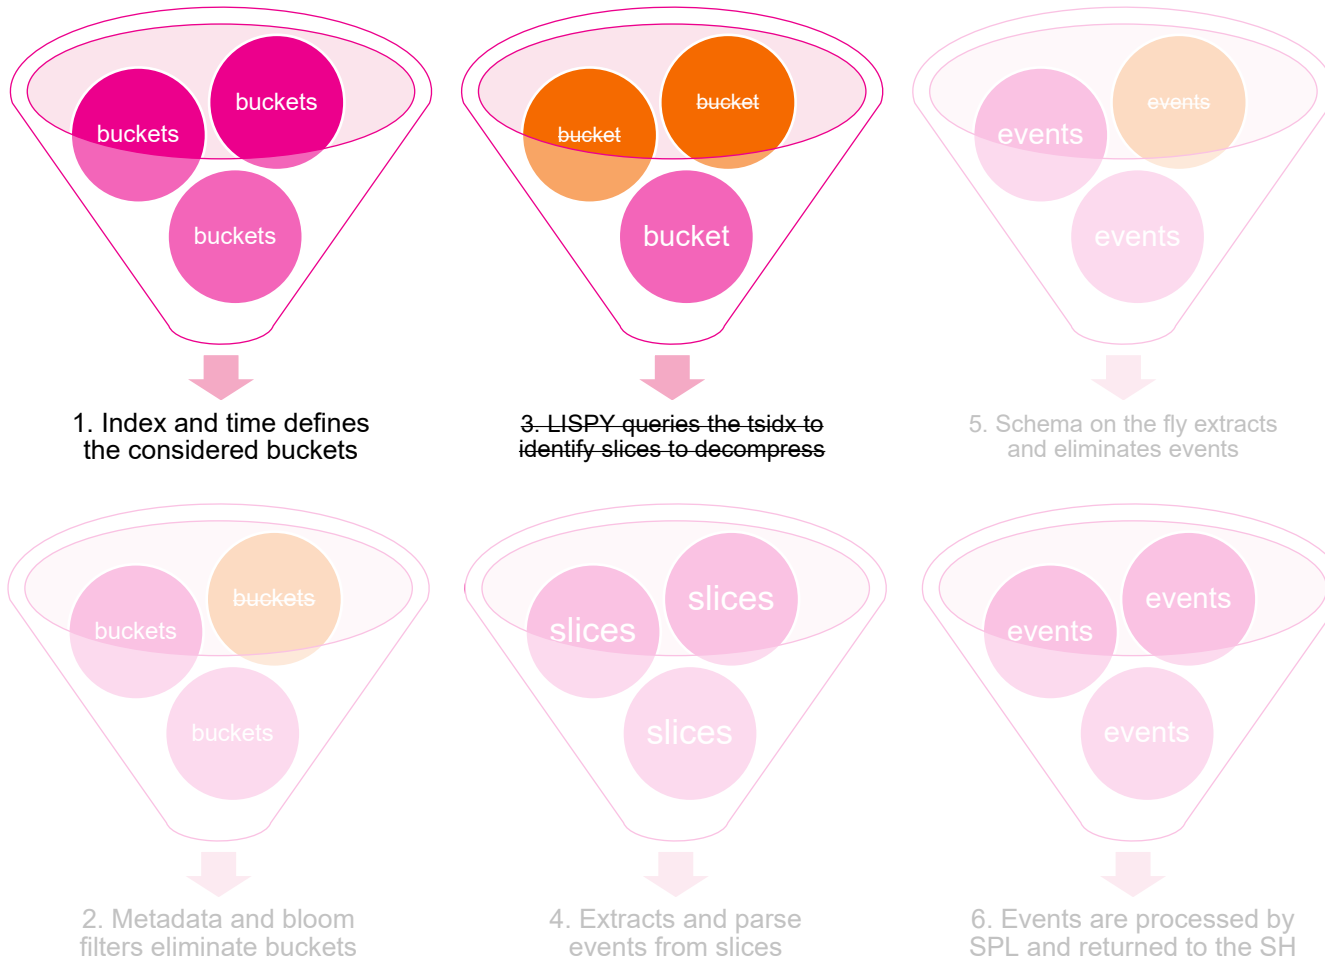 buckets
buckets
buckets
1. Index and time defines
the considered buckets
bucket
bucket
bucket
3. LISPY queries the tsidx to
identify slices to decompress
events
events
events
5. Schema on the fly extracts
and eliminates events
buckets
buckets
buckets
2. Metadata and bloom
filters eliminate buckets
slices
slices
slices
4. Extracts and parse
events from slices
events
events
events
6. Events are processed by
SPL and returned to the SH